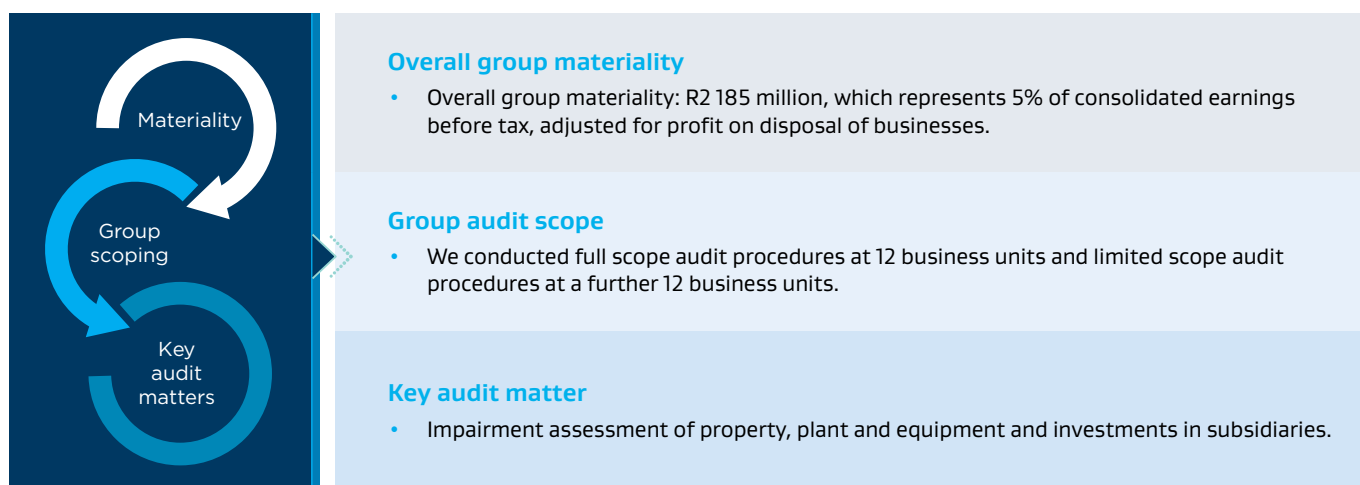 Materiality
Group
scoping
Key
audit
matters
Overall group materiality
• Overall group materiality: R2 185 million, which represents 5% of consolidated earnings
before tax, adjusted for profit on disposal of businesses.
Group audit scope
• We conducted full scope audit procedures at 12 business units and limited scope audit
procedures at a further 12 business units.
Key audit matter
• Impairment assessment of property, plant and equipment and investments in subsidiaries.